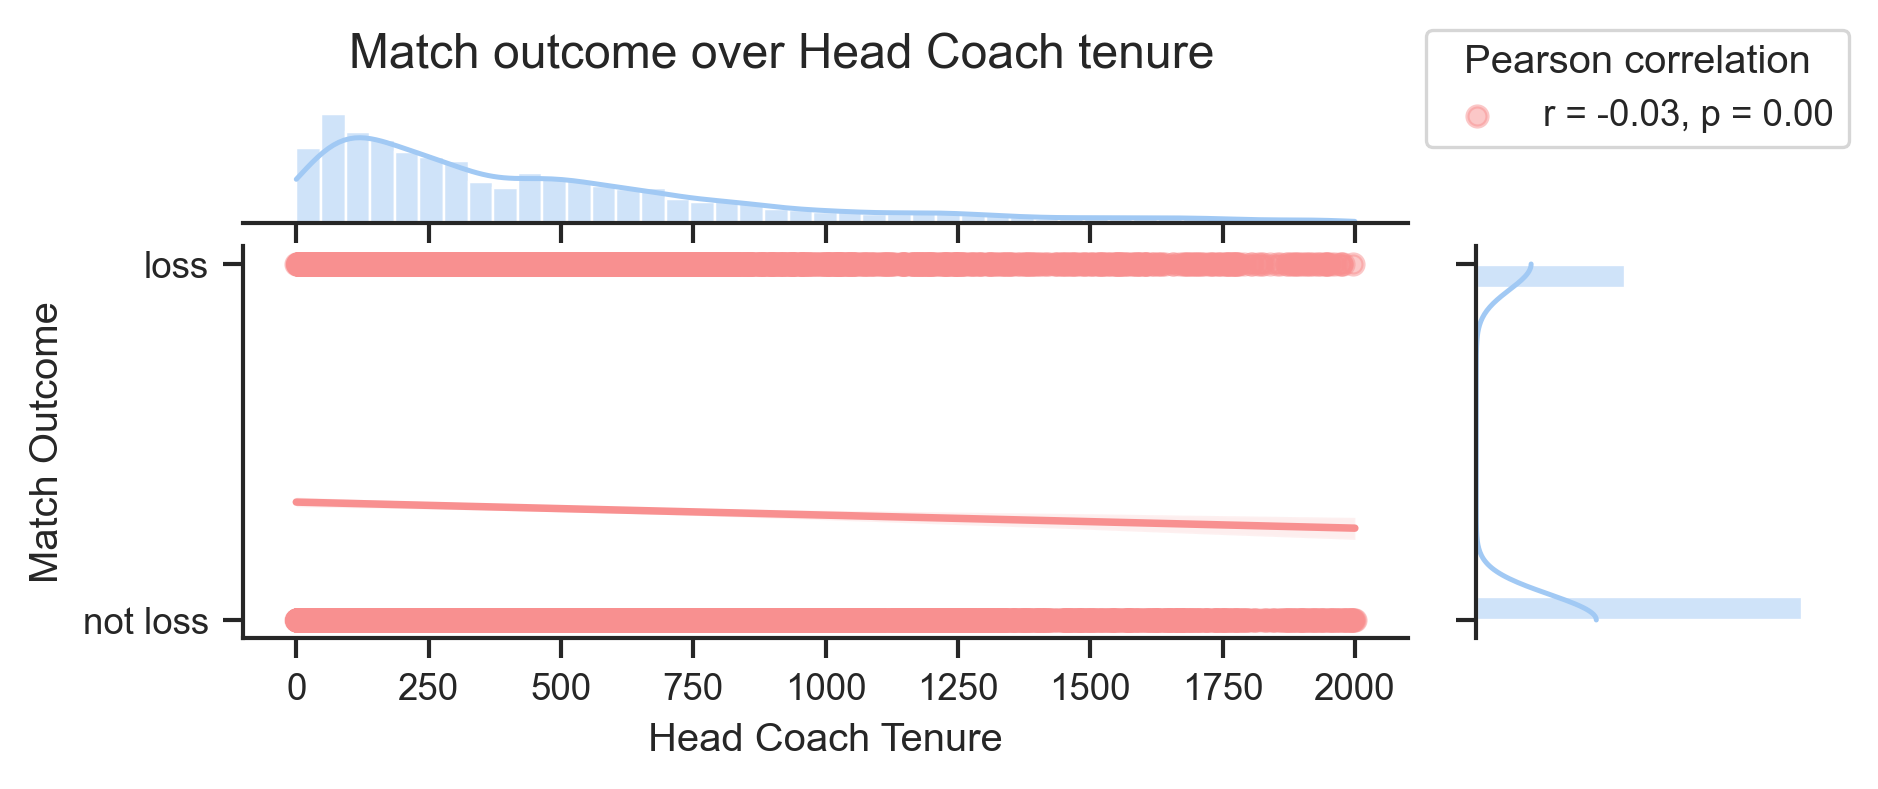 Match outcome over Head Coach tenure
Pearson correlation
r = -0.03, p = 0.00
loss
not loss
Match Outcome
0 250 500 750 1000 1250 1500 1750 2000
Head Coach Tenure